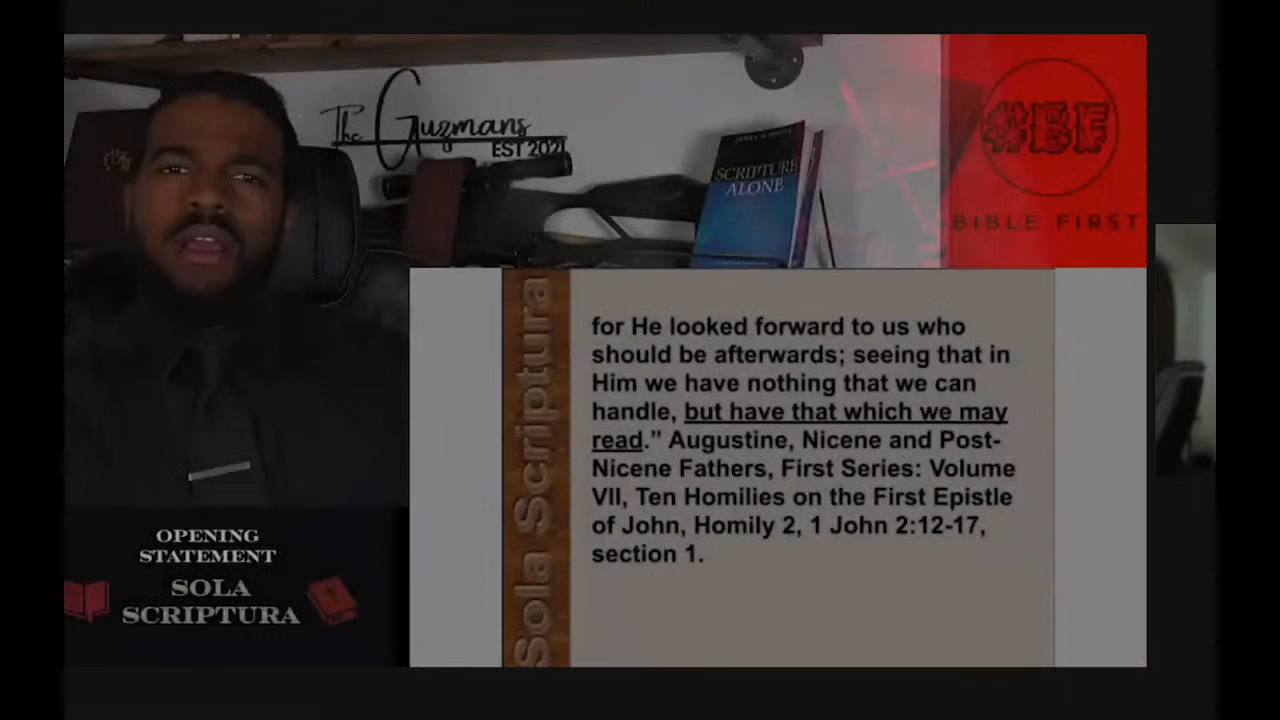 The Guzmans
EST 2021
JAMES R. WHITE
SCRIPTURE
ALONE
#BF
BIBLE FIRST
Sola Scriptura
for He looked forward to us who
should be afterwards; seeing that in
Him we have nothing that we can
handle, but have that which we may
read.” Augustine, Nicene and Post-
Nicene Fathers, First Series: Volume
VII, Ten Homilies on the First Epistle
of John, Homily 2, 1 John 2:12-17,
section 1.
OPENING
STATEMENT
SOLA
SCRIPTURA